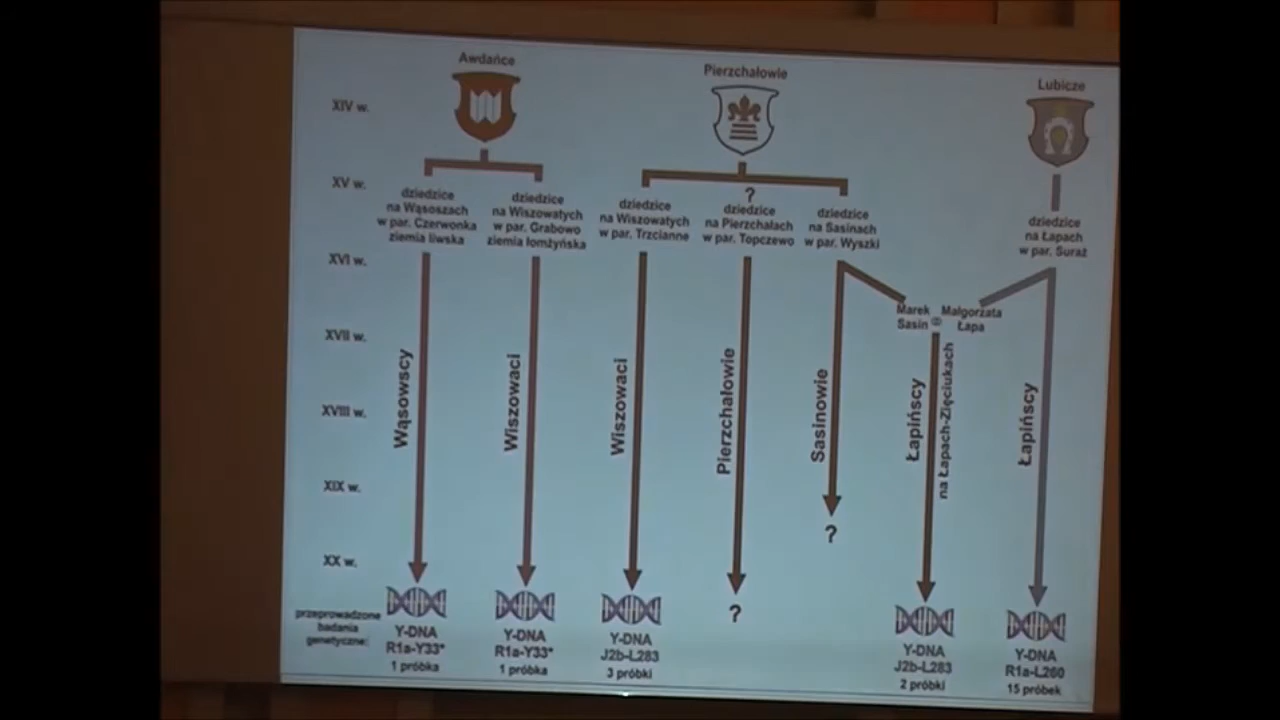 Awdańce
Pierzchałowie
Lubicze
XIV w.
XV w.
dziedzice
na Wąsoszach
w par. Czerwonka
ziemia liwska
dziedzice
na Wiszowatych
w par. Grabowo
ziemia łomżyńska
dziedzice
na Wiszowatych
w par. Trzcianne
?
dziedzice
na Pierzchałach
w par. Topczewo
dziedzice
na Sasinach
w par. Wyszki
dziedzice
na Łapach
w par. Suraż
XVI w.
Marek
Sasin
Małgorzata
Łapa
XVII w.
XVIII w.
Wąsowscy
Wiszowaci
Wiszowaci
Pierzchałowie
Sasinowie
Łapińscy
na Łapach-Zięciukach
Łapińscy
XIX w.
?
XX w.
?
przeprowadzone
badania
genetyczne:
Y-DNA
R1a-Y33*
1 próbka
Y-DNA
R1a-Y33*
1 próbka
Y-DNA
J2b-L283
3 próbki
Y-DNA
J2b-L283
2 próbki
Y-DNA
R1a-L260
15 próbek